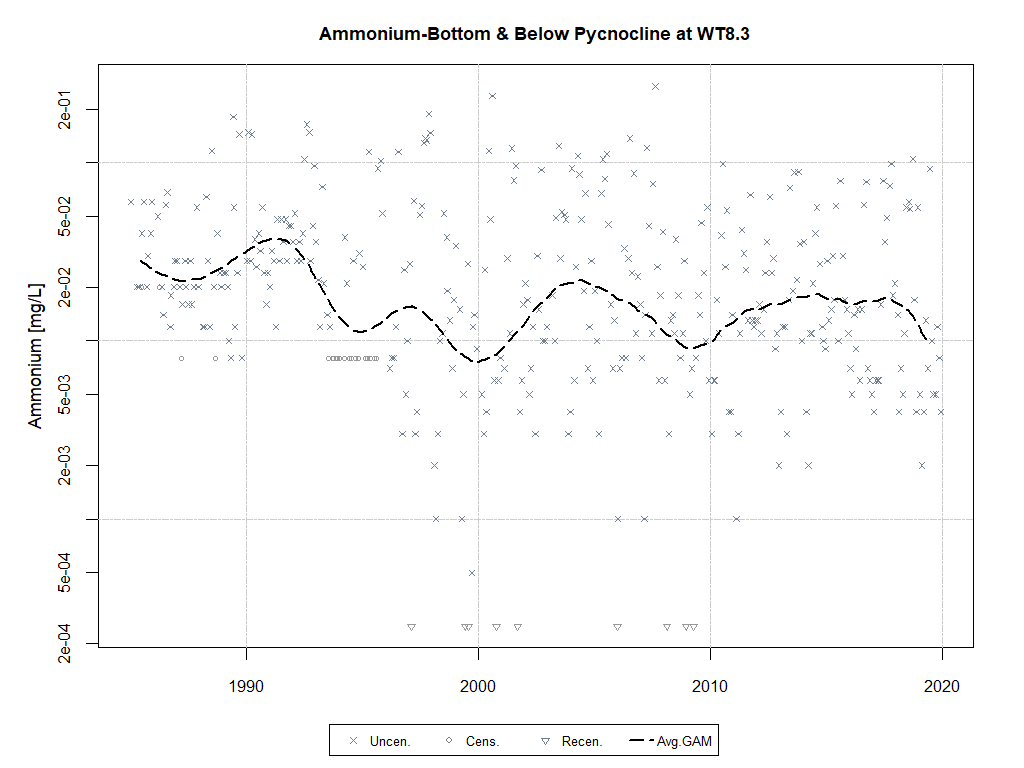 Ammonium-Bottom & Below Pycnocline at WT8.3
Ammonium [mg/L]
2e-01
5e-02
2e-02
5e-03
2e-03
5e-04
2e-04
1990 2000 2010 2020
Uncen. Cens. Recen. Avg.GAM